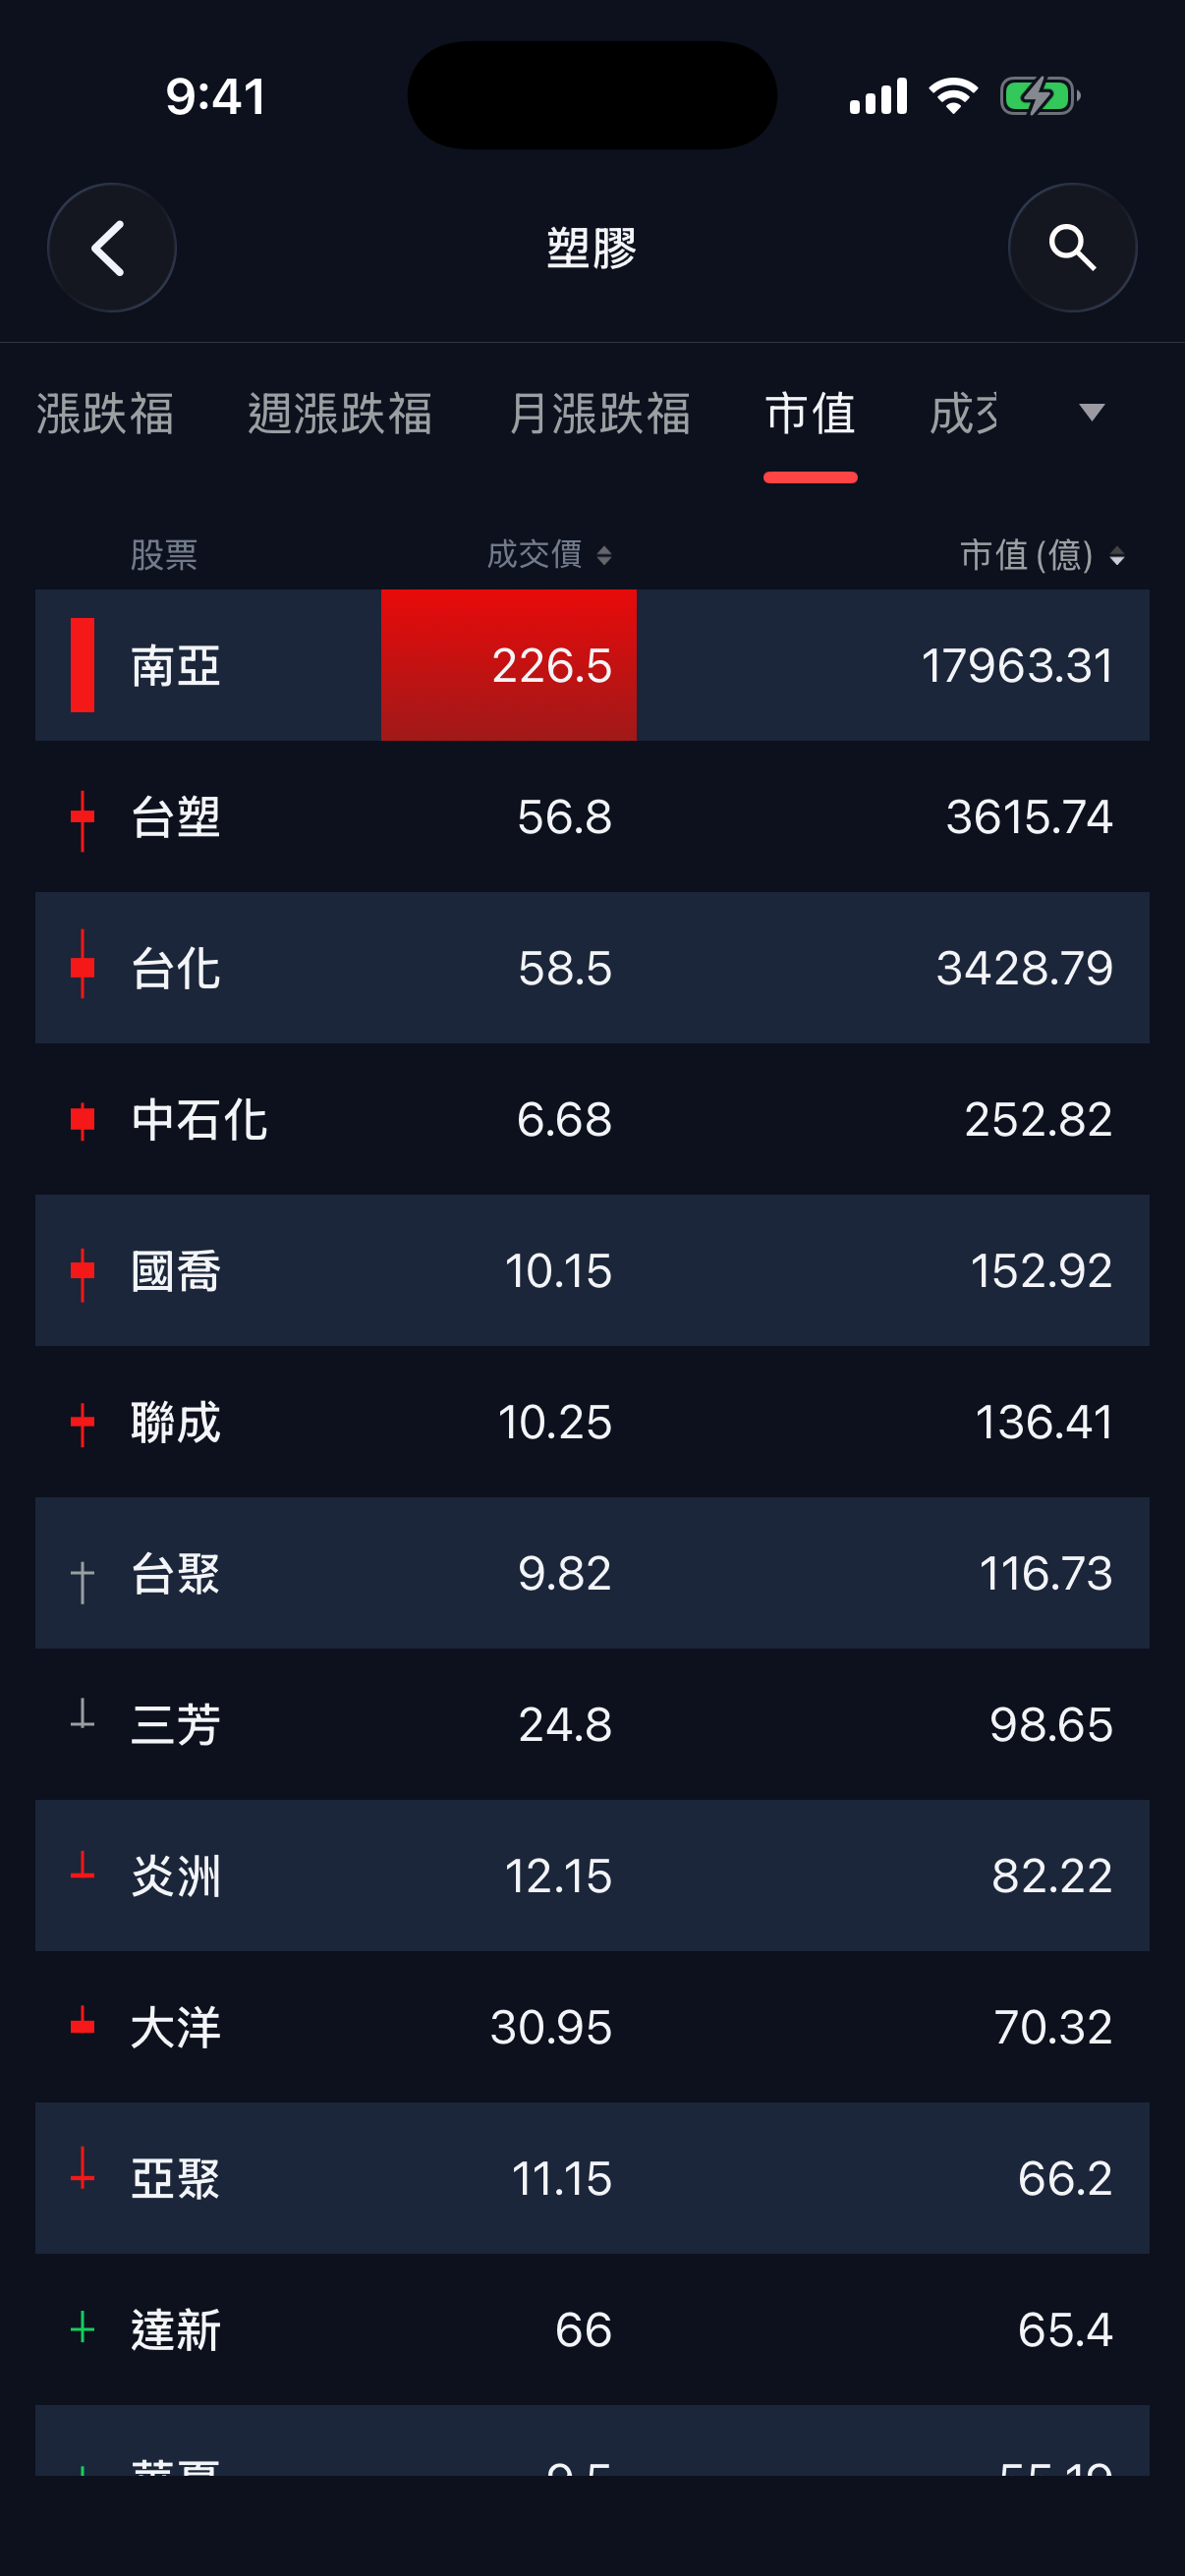 9:41
塑膠
漲跌福 週漲跌福 月漲跌福 市值 成交
股票 成交價 市值 (億)
南亞 226.5 17963.31
台塑 56.8 3615.74
台化 58.5 3428.79
中石化 6.68 252.82
國喬 10.15 152.92
聯成 10.25 136.41
台聚 9.82 116.73
三芳 24.8 98.65
炎洲 12.15 82.22
大洋 30.95 70.32
亞聚 11.15 66.2
達新 66 65.4